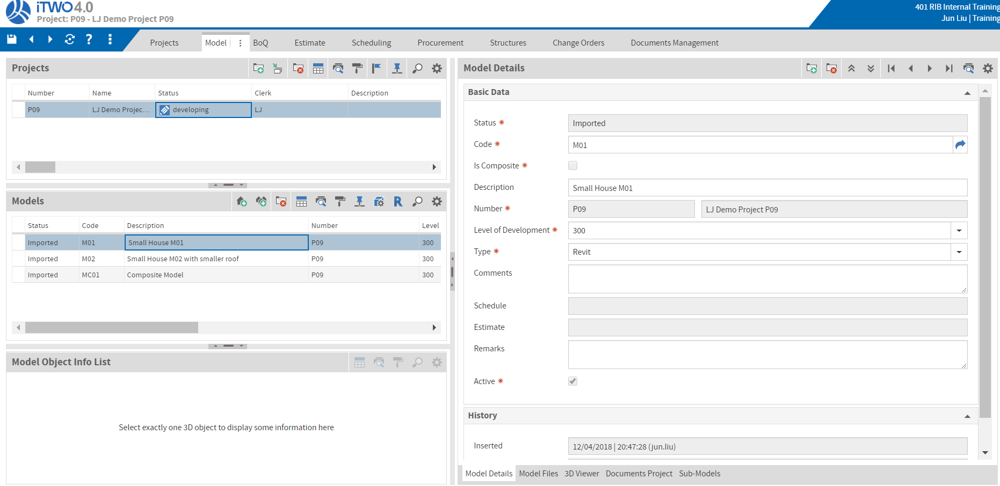 iTWO 4.0
Project: P09 - LJ Demo Project P09
401 RIB Internal Training
Jun Liu | Training
Projects Model BoQ Estimate Scheduling Procurement Structures Change Orders Documents Management
Projects
Number Name Status Clerk Description
P09 LJ Demo Projec... developing LJ
Models
Status Code Description Number Level
Imported M01 Small House M01 P09 300
Imported M02 Small House M02 with smaller roof P09 300
Imported MC01 Composite Model P09 300
Model Object Info List
Select exactly one 3D object to display some information here
Model Details
Basic Data
Status * Imported
Code * M01
Is Composite *
Description Small House M01
Number * P09 LJ Demo Project P09
Level of Development * 300
Type * Revit
Comments
Schedule
Estimate
Remarks
Active *
History
Inserted 12/04/2018 | 20:47:28 (jun.liu)
Model Details Model Files 3D Viewer Documents Project Sub-Models